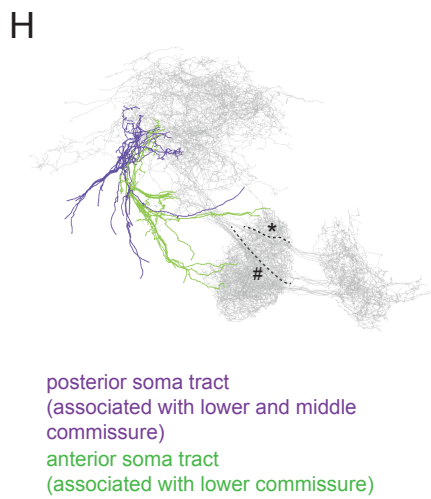 H
*
#
posterior soma tract
(associated with lower and middle
commissure)
anterior soma tract
(associated with lower commissure)